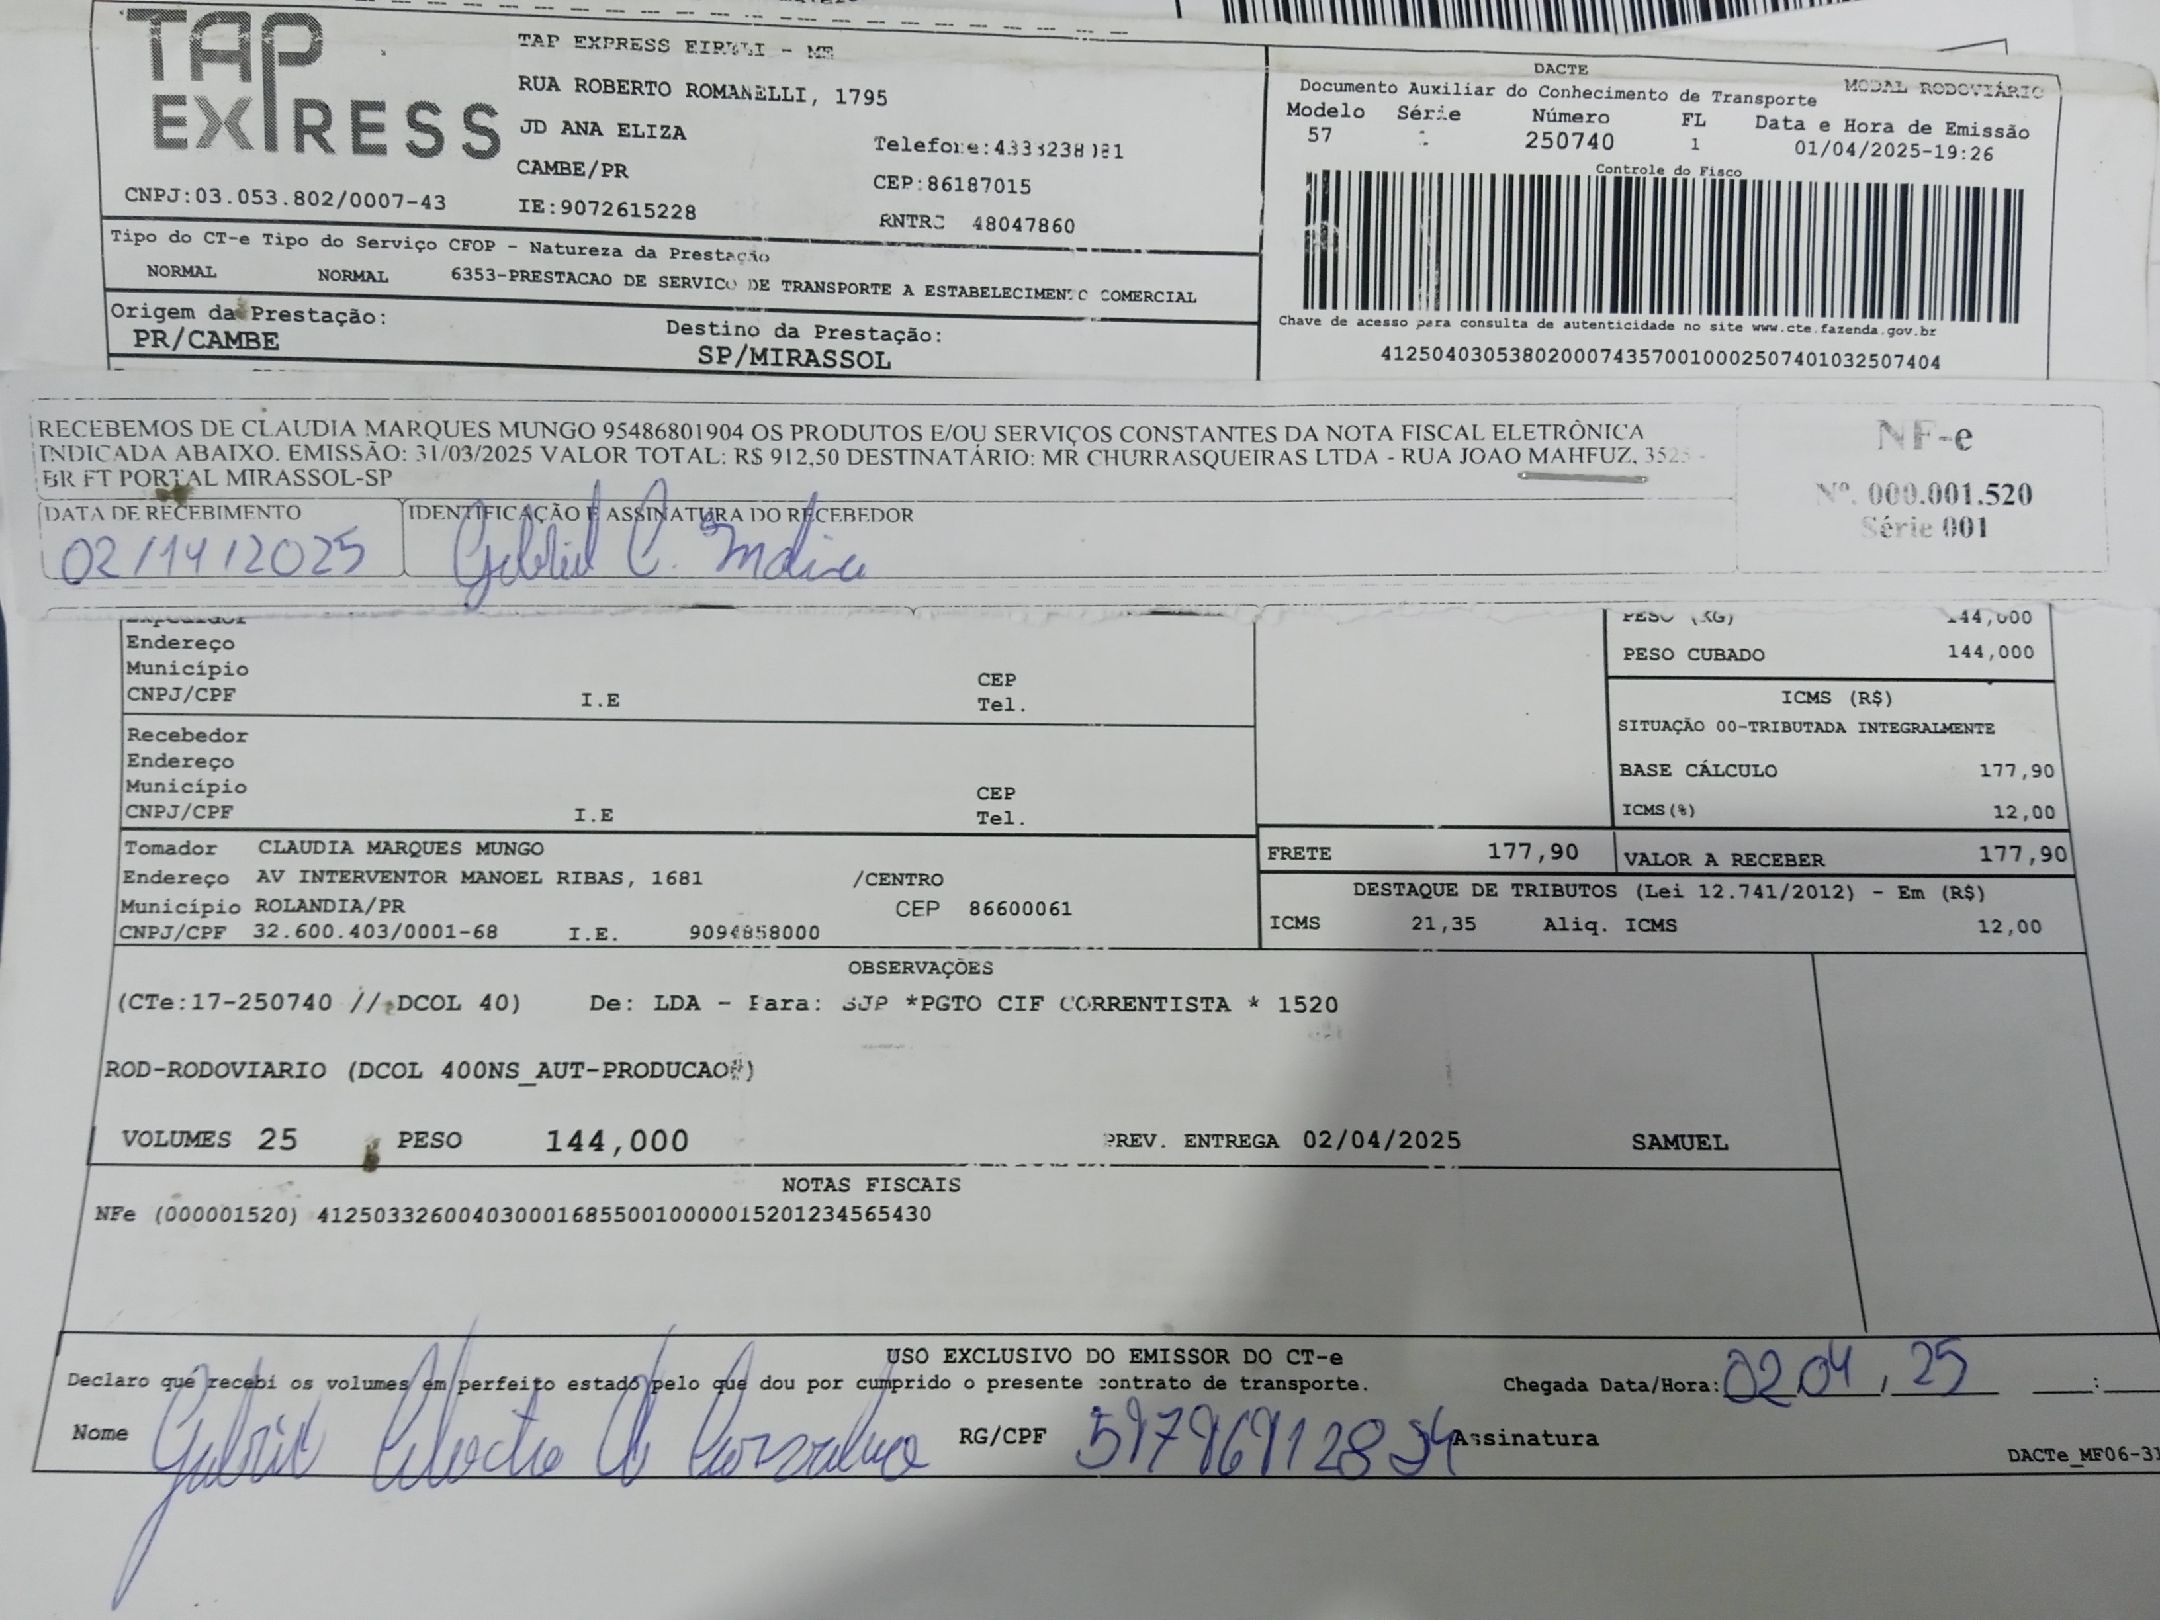 TAP EXPRESS
TAP EXPRESS EIRELI - ME
RUA ROBERTO ROMANELLI, 1795
JD ANA ELIZA
CAMBE/PR
CEP:86187015
CNPJ:03.053.802/0007-43
IE:9072615228
RNTRC 48047860
DACTE
Documento Auxiliar do Conhecimento de Transporte
MODAL RODOVIÁRIO
Modelo Série Número FL Data e Hora de Emissão
57 250740 1 01/04/2025-19:26
Controle do Fisco
Tipo do CT-e Tipo do Serviço CFOP - Natureza da Prestação
NORMAL NORMAL 6353-PRESTACAO DE SERVICO DE TRANSPORTE A ESTABELECIMENTO COMERCIAL
Origem da Prestação:
PR/CAMBE
Destino da Prestação:
SP/MIRASSOL
Chave de acesso para consulta de autenticidade no site www.cte.fazenda.gov.br
41250403053802000743570010002507401032507404
RECEBEMOS DE CLAUDIA MARQUES MUNGO 95486801904 OS PRODUTOS E/OU SERVIÇOS CONSTANTES DA NOTA FISCAL ELETRÔNICA
INDICADA ABAIXO. EMISSÃO: 31/03/2025 VALOR TOTAL: R$ 912,50 DESTINATÁRIO: MR CHURRASQUEIRAS LTDA - RUA JOAO MAHFUZ, 3525 -
BR FT PORTAL MIRASSOL-SP
NF-e
Nº. 000.001.520
Série 001
DATA DE RECEBIMENTO
IDENTIFICAÇÃO E ASSINATURA DO RECEBEDOR
02/14/2025
Gabriel C.
Expedidor
Endereço
Município CEP
CNPJ/CPF I.E Tel.
Recebedor
Endereço
Município CEP
CNPJ/CPF I.E Tel.
PESO (KG) 144,000
PESO CUBADO 144,000
ICMS (R$)
SITUAÇÃO 00-TRIBUTADA INTEGRALMENTE
BASE CÁLCULO 177,90
ICMS(%) 12,00
Tomador CLAUDIA MARQUES MUNGO
Endereço AV INTERVENTOR MANOEL RIBAS, 1681 /CENTRO
Município ROLANDIA/PR CEP 86600061
CNPJ/CPF 32.600.403/0001-68 I.E. 9094858000
FRETE 177,90 VALOR A RECEBER 177,90
DESTAQUE DE TRIBUTOS (Lei 12.741/2012) - Em (R$)
ICMS 21,35 Aliq. ICMS 12,00
OBSERVAÇÕES
(CTe:17-250740 // DCOL 40) De: LDA - Para: SJP *PGTO CIF CORRENTISTA * 1520
ROD-RODOVIARIO (DCOL 400NS_AUT-PRODUCAO#)
VOLUMES 25 PESO 144,000 PREV. ENTREGA 02/04/2025 SAMUEL
NOTAS FISCAIS
NFe (000001520) 41250332600403000168550010000015201234565430
USO EXCLUSIVO DO EMISSOR DO CT-e
Declaro que recebi os volumes em perfeito estado pelo que dou por cumprido o presente contrato de transporte.
Chegada Data/Hora: 02 04, 25 :
Nome Gabriel
RG/CPF
Assinatura
DACTe_MF06-31